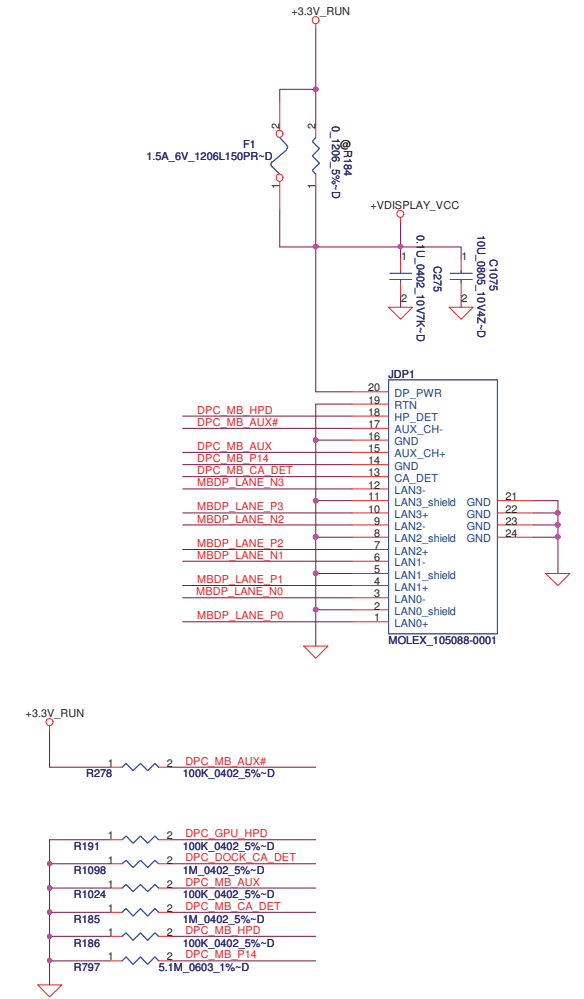 +3.3V_RUN
2
2
F1
1.5A_6V_1206L150PR~D
0_1206_5%~D
@R184
1
1
+VDISPLAY_VCC
1
2
0.1U_0402_10V7K~D
C275
1
2
10U_0805_10V4Z~D
C1075
JDP1
20 DP_PWR
19 RTN
DPC_MB_HPD 18 HP_DET
DPC_MB_AUX# 17 AUX_CH-
16 GND
DPC_MB_AUX 15 AUX_CH+
DPC_MB_P14 14 GND
DPC_MB_CA_DET 13 CA_DET
MBDP_LANE_N3 12 LAN3-
11 LAN3_shield GND 21
MBDP_LANE_P3 10 LAN3+ GND 22
MBDP_LANE_N2 9 LAN2- GND 23
8 LAN2_shield GND 24
MBDP_LANE_P2 7 LAN2+
MBDP_LANE_N1 6 LAN1-
5 LAN1_shield
MBDP_LANE_P1 4 LAN1+
MBDP_LANE_N0 3 LAN0-
2 LAN0_shield
MBDP_LANE_P0 1 LAN0+
MOLEX_105088-0001
+3.3V_RUN
1 2 DPC_MB_AUX#
R278 100K_0402_5%~D
1 2 DPC_GPU_HPD
R191 100K_0402_5%~D
1 2 DPC_DOCK_CA_DET
R1098 1M_0402_5%~D
1 2 DPC_MB_AUX
R1024 100K_0402_5%~D
1 2 DPC_MB_CA_DET
R185 1M_0402_5%~D
1 2 DPC_MB_HPD
R186 100K_0402_5%~D
1 2 DPC_MB_P14
R797 5.1M_0603_1%~D